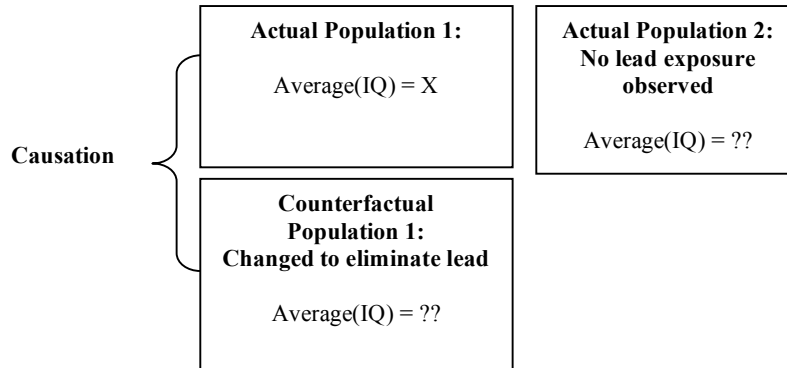 Actual Population 1:
Average(IQ) = X
Actual Population 2:
No lead exposure
observed
Average(IQ) = ??
Causation
Counterfactual
Population 1:
Changed to eliminate lead
Average(IQ) = ??